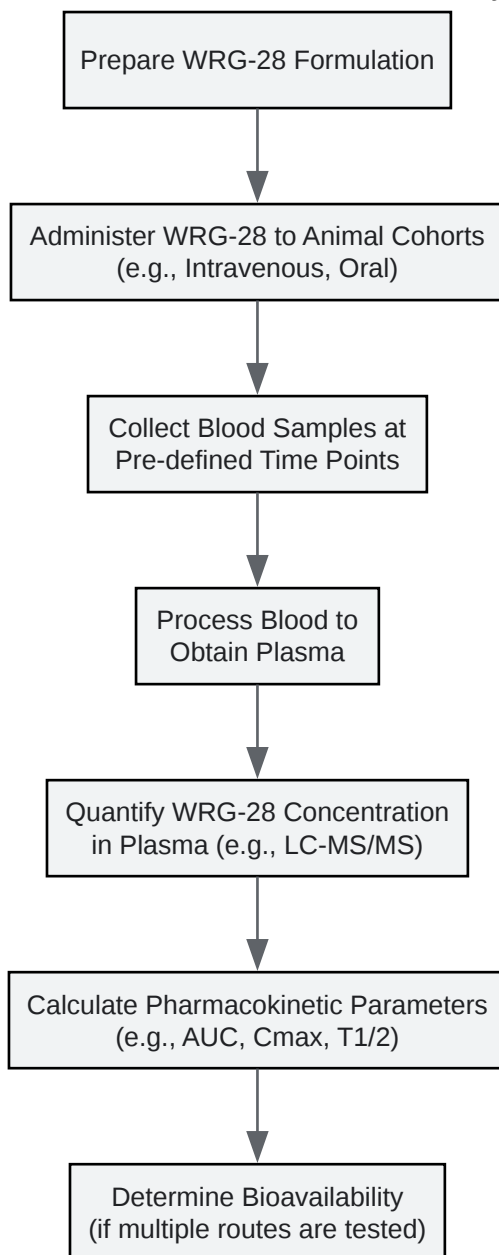 Prepare WRG-28 Formulation
Administer WRG-28 to Animal Cohorts
(e.g., Intravenous, Oral)
Collect Blood Samples at
Pre-defined Time Points
Process Blood to
Obtain Plasma
Quantify WRG-28 Concentration
in Plasma (e.g., LC-MS/MS)
Calculate Pharmacokinetic Parameters
(e.g., AUC, Cmax, T1/2)
Determine Bioavailability
(if multiple routes are tested)